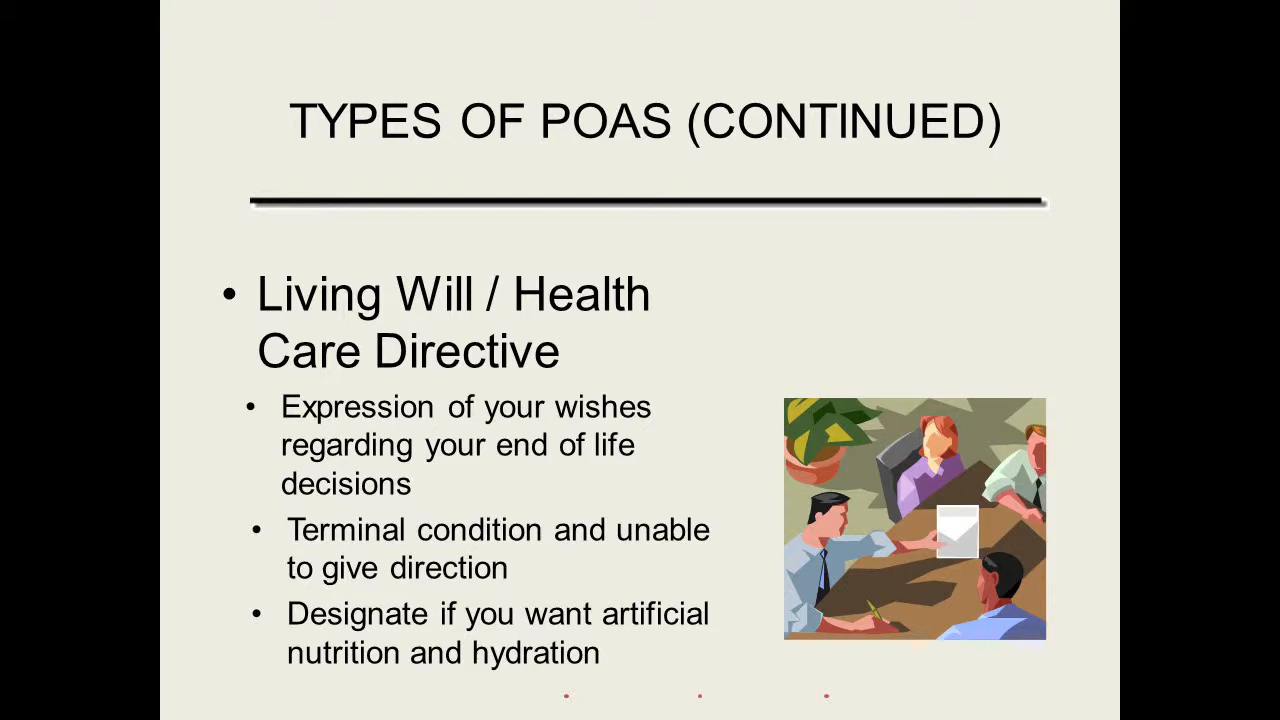 TYPES OF POAS (CONTINUED)
• Living Will / Health
Care Directive
• Expression of your wishes
regarding your end of life
decisions
• Terminal condition and unable
to give direction
• Designate if you want artificial
nutrition and hydration